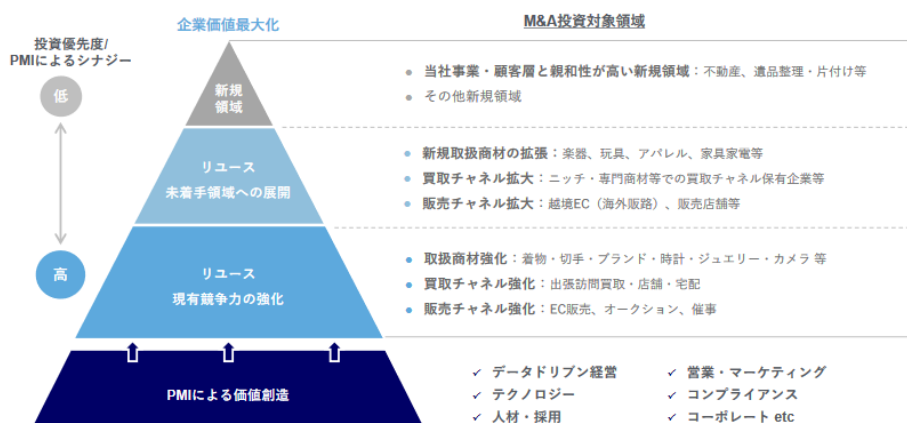 企業価値最大化
M&A投資対象領域
投資優先度/
PMIによるシナジー
低
高
新規
領域
● 当社事業・顧客層と親和性が高い新規領域：不動産、遺品整理・片付け等
● その他新規領域
リユース
未着手領域への展開
● 新規取扱商材の拡張：楽器、玩具、アパレル、家具家電等
● 買取チャネル拡大：ニッチ・専門商材等での買取チャネル保有企業等
● 販売チャネル拡大：越境EC（海外販路）、販売店舗等
リユース
現有競争力の強化
● 取扱商材強化：着物・切手・ブランド・時計・ジュエリー・カメラ 等
● 買取チャネル強化：出張訪問買取・店舗・宅配
● 販売チャネル強化：EC販売、オークション、催事
PMIによる価値創造
✓ データドリブン経営
✓ テクノロジー
✓ 人材・採用
✓ 営業・マーケティング
✓ コンプライアンス
✓ コーポレート etc